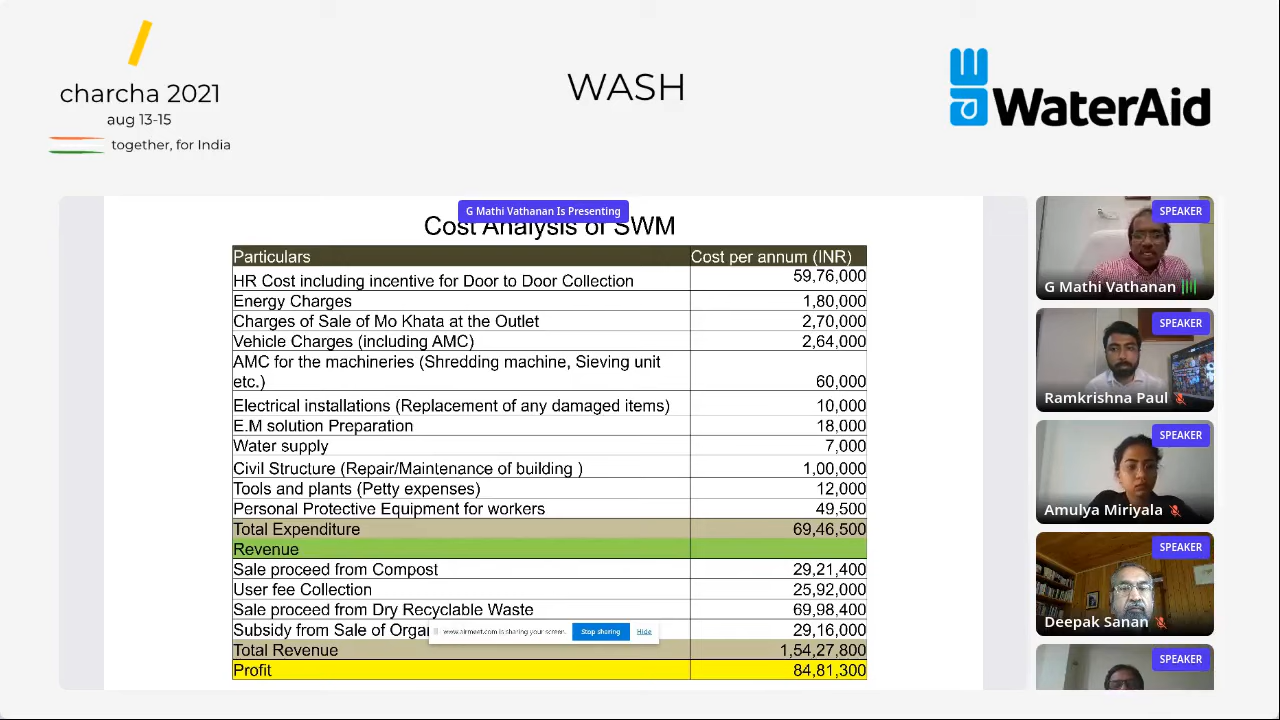 charcha 2021
aug 13-15
together, for India
WASH
WaterAid
G Mathi Vathanan Is Presenting
Cost Analysis of SWM
Particulars Cost per annum (INR)
HR Cost including incentive for Door to Door Collection 59,76,000
Energy Charges 1,80,000
Charges of Sale of Mo Khata at the Outlet 2,70,000
Vehicle Charges (including AMC) 2,64,000
AMC for the machineries (Shredding machine, Sieving unit
etc.) 60,000
Electrical installations (Replacement of any damaged items) 10,000
E.M solution Preparation 18,000
Water supply 7,000
Civil Structure (Repair/Maintenance of building ) 1,00,000
Tools and plants (Petty expenses) 12,000
Personal Protective Equipment for workers 49,500
Total Expenditure 69,46,500
Revenue
Sale proceed from Compost 29,21,400
User fee Collection 25,92,000
Sale proceed from Dry Recyclable Waste 69,98,400
Subsidy from Sale of 29,16,000
www.airmeet.com is sharing your screen. Stop sharing Hide
Total Revenue 1,54,27,800
Profit 84,81,300
SPEAKER
G Mathi Vathanan
SPEAKER
Ramkrishna Paul
SPEAKER
Amulya Miriyala
SPEAKER
Deepak Sanan
SPEAKER